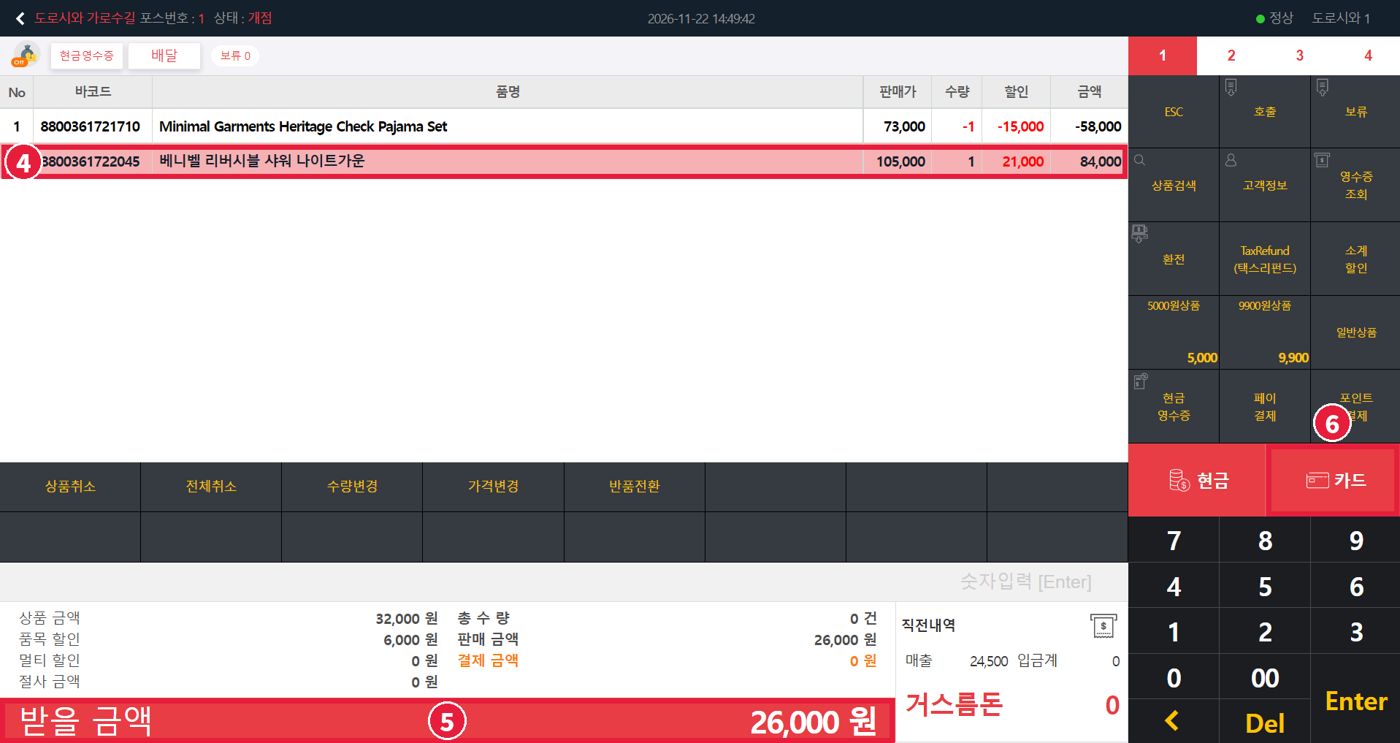 도로시와 가로수길 포스번호 : 1 상태 : 개점
2026-11-22 14:49:42
정상 도로시와 1
Off 현금영수증 배달 보류 0
1 2 3 4
No 바코드 품명 판매가 수량 할인 금액
1 8800361721710 Minimal Garments Heritage Check Pajama Set 73,000 -1 -15,000 -58,000
4 8800361722045 베니벨 리버시블 샤워 나이트가운 105,000 1 21,000 84,000
ESC 호출 보류
상품검색 고객정보 영수증
조회
환전 TaxRefund
(택스리펀드) 소계
할인
5000원상품 9900원상품 일반상품
5,000 9,900
현금
영수증 페이
결제 포인트
결제
6
현금 카드
상품취소 전체취소 수량변경 가격변경 반품전환
숫자입력 [Enter]
7 8 9
4 5 6
1 2 3
0 00 Enter
Del
상품 금액 32,000 원 총 수 량 0 건
품목 할인 6,000 원 판매 금액 26,000 원
멀티 할인 0 원 결제 금액 0 원
절사 금액 0 원
직전내역
매출 24,500 입금계 0
거스름돈 0
받을 금액 5 26,000 원